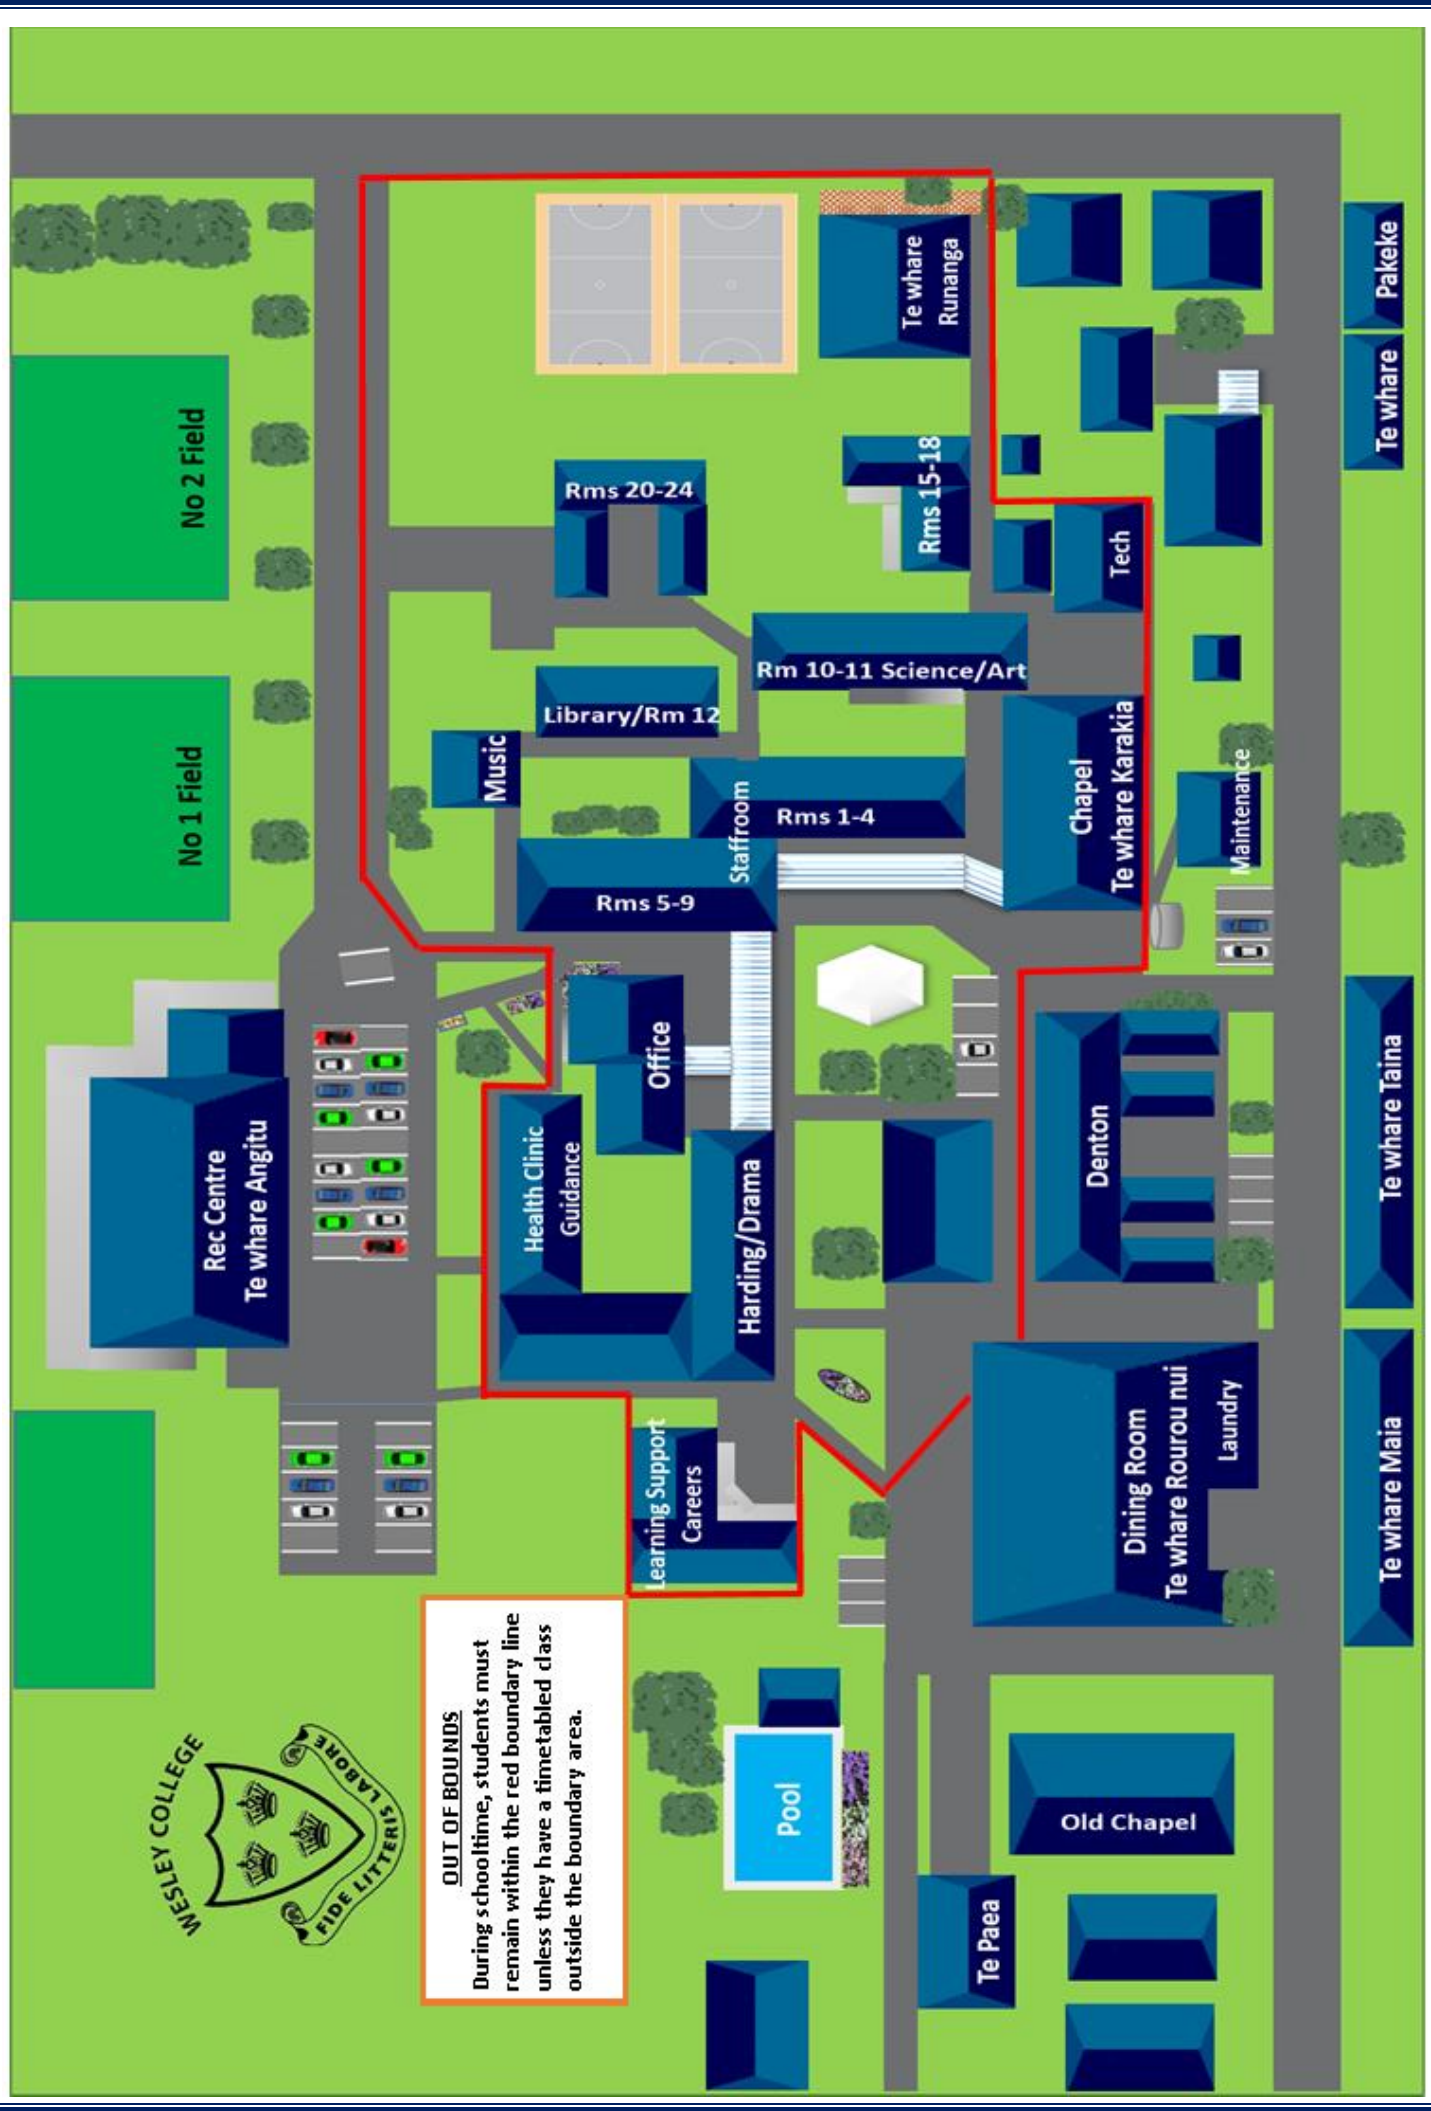 WESLEY COLLEGE
FIDE LITTERIS LABORE
OUT OF BOUNDS
During schooltime, students must
remain within the red boundary line
unless they have a timetabled class
outside the boundary area.
No 1 Field
No 2 Field
Rec Centre
Te whare Angitu
Music
Library/Rm 12
Rms 20-24
Health Clinic
Guidance
Office
Rms 5-9
Staffroom
Rms 1-4
Rm 10-11 Science/Art
Rms 15-18
Te whare
Runanga
Learning Support
Careers
Harding/Drama
Pool
Chapel
Te whare Karakia
Tech
Denton
Maintenance
Dining Room
Te whare Rourou nui
Laundry
Te Paea
Old Chapel
Te whare Maia
Te whare Taina
Te whare
Pakeke